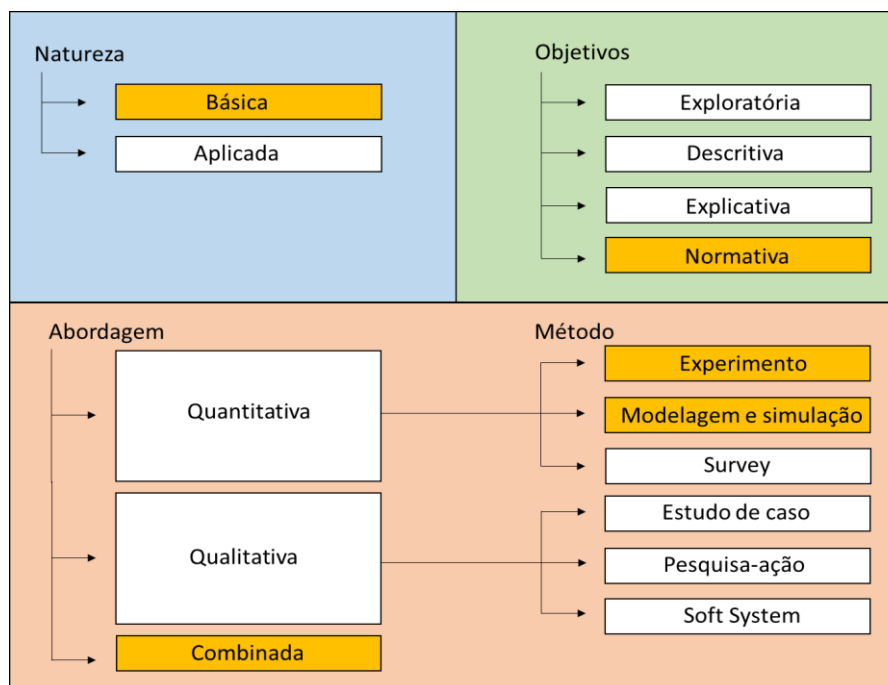 Natureza
Básica
Aplicada
Objetivos
Exploratória
Descritiva
Explicativa
Normativa
Abordagem
Quantitativa
Qualitativa
Combinada
Método
Experimento
Modelagem e simulação
Survey
Estudo de caso
Pesquisa-ação
Soft System